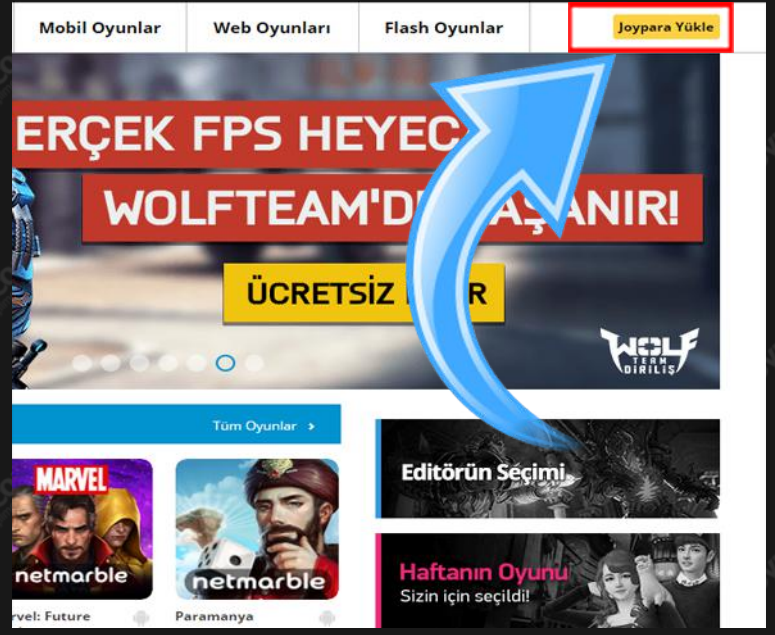 Mobil Oyunlar
Web Oyunları
Flash Oyunlar
Joypara Yükle
ERÇEK FPS HEYEC
WOLFTEAM'D AŞANIR!
ÜCRETSİZ R
WOLF
TEAM
DİRİLİŞ
Tüm Oyunlar >
Editörün Seçimi
MARVEL
netmarble
netmarble
Haftanın Oyunu
Sizin için seçildi!
rvel: Future
Paramanya